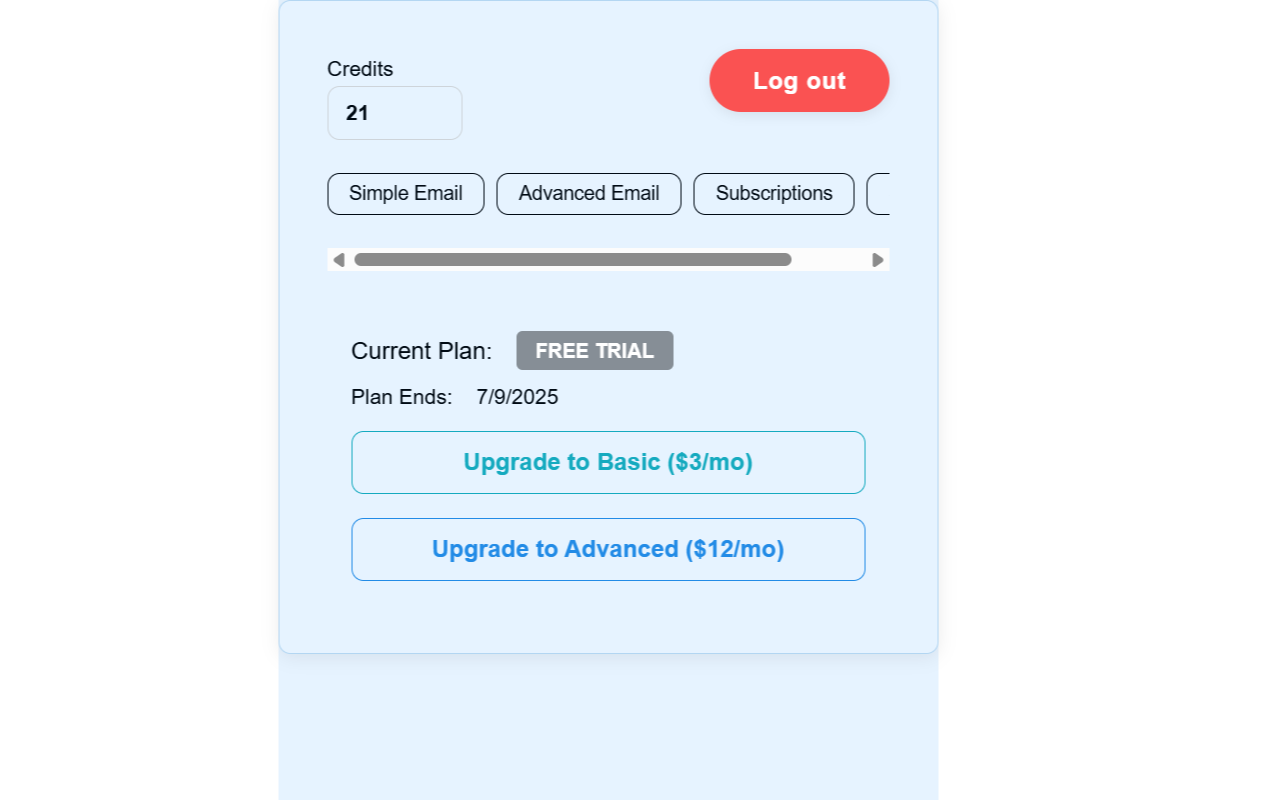 Credits
Log out
21
Simple Email
Advanced Email
Subscriptions
Current Plan: FREE TRIAL
Plan Ends: 7/9/2025
Upgrade to Basic ($3/mo)
Upgrade to Advanced ($12/mo)